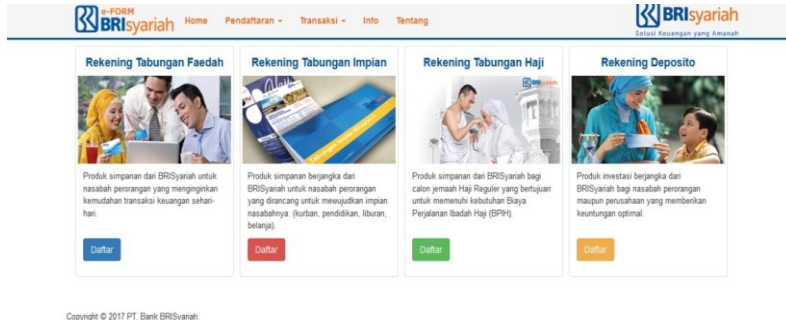 e-FORM
BRISyariah
Home Pendaftaran Transaksi Info Tentang
BRISyariah
Solusi Keuangan yang Amanah
Rekening Tabungan Faedah
Produk simpanan dari BRISyariah untuk
nasabah perorangan yang menginginkan
kemudahan transaksi keuangan sehari-
hari.
Daftar
Rekening Tabungan Impian
Tabungan Impian
Produk simpanan berjangka dari
BRISyariah untuk nasabah perorangan
yang dirancang untuk mewujudkan impian
nasabahnya. (kurban, pendidikan, liburan,
belanja).
Daftar
Rekening Tabungan Haji
BRISyariah
Produk simpanan dari BRISyariah bagi
calon jemaah Haji Reguler yang bertujuan
untuk memenuhi kebutuhan Biaya
Perjalanan Ibadah Haji (BPIH).
Daftar
Rekening Deposito
Produk investasi berjangka dari
BRISyariah bagi nasabah perorangan
maupun perusahaan yang memberikan
keuntungan optimal.
Daftar
Copyright © 2017 PT. Bank BRISyariah.